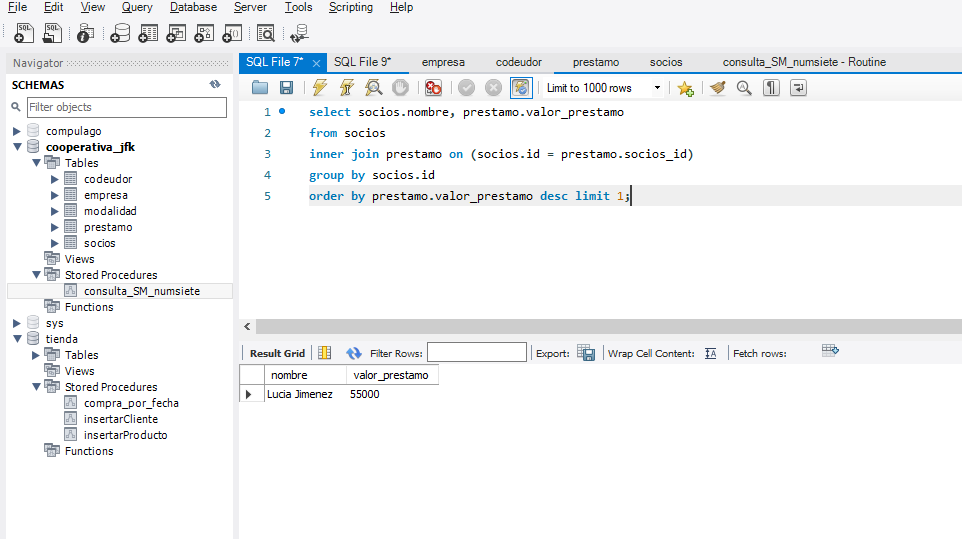 File Edit View Query Database Server Tools Scripting Help
Navigator
SCHEMAS
Filter objects
compulago
cooperativa_jfk
Tables
codeudor
empresa
modalidad
prestamo
socios
Views
Stored Procedures
consulta_SM_numsiete
Functions
sys
tienda
Tables
Views
Stored Procedures
compra_por_fecha
insertarCliente
insertarProducto
Functions
SQL File 7* SQL File 9* empresa codeudor prestamo socios consulta_SM_numsiete - Routine
Limit to 1000 rows
1 select socios.nombre, prestamo.valor_prestamo
2 from socios
3 inner join prestamo on (socios.id = prestamo.socios_id)
4 group by socios.id
5 order by prestamo.valor_prestamo desc limit 1;
Result Grid Filter Rows: Export: Wrap Cell Content: Fetch rows:
nombre valor_prestamo
Lucia Jimenez 55000